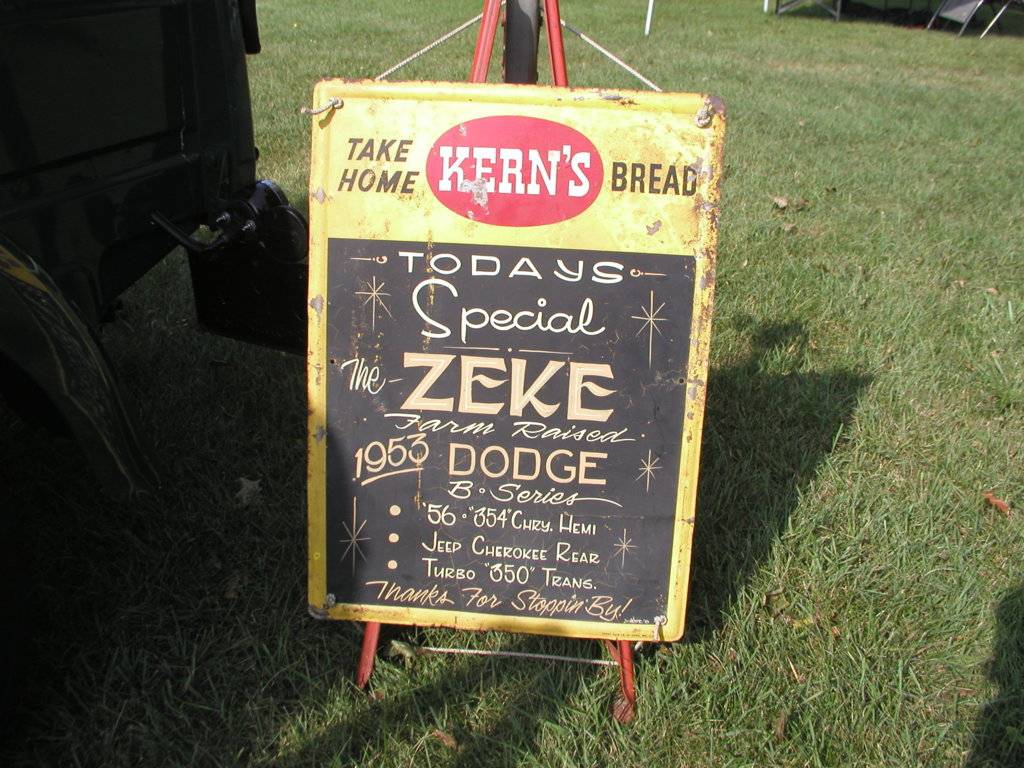 TAKE HOME KERN'S BREAD
TODAYS
Special
The ZEKE
Farm Raised
1953 DODGE
B • Series
• '56 • "354" Chry. Hemi
• Jeep Cherokee Rear
• Turbo "350" Trans.
Thanks For Stoppin' By!